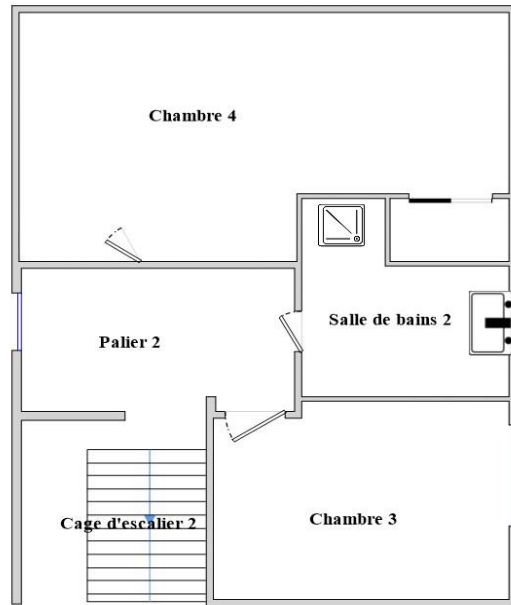 Chambre 4
Salle de bains 2
Palier 2
Chambre 3
Cage d'escalier 2